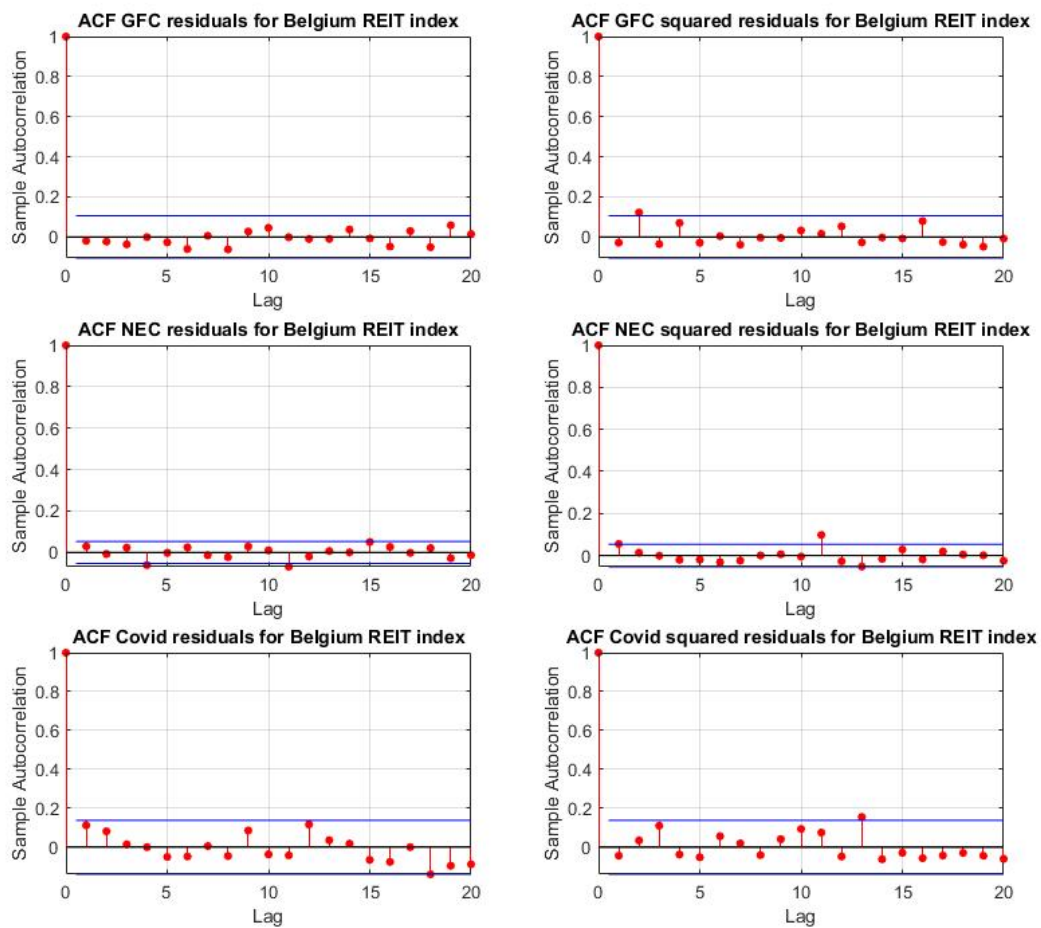 ACF GFC residuals for Belgium REIT index
1
0.8
0.6
0.4
0.2
0
Sample Autocorrelation
0 5 10 15 20
Lag
ACF GFC squared residuals for Belgium REIT index
1
0.8
0.6
0.4
0.2
0
Sample Autocorrelation
0 5 10 15 20
Lag
ACF NEC residuals for Belgium REIT index
1
0.8
0.6
0.4
0.2
0
Sample Autocorrelation
0 5 10 15 20
Lag
ACF NEC squared residuals for Belgium REIT index
1
0.8
0.6
0.4
0.2
0
Sample Autocorrelation
0 5 10 15 20
Lag
ACF Covid residuals for Belgium REIT index
1
0.8
0.6
0.4
0.2
0
Sample Autocorrelation
0 5 10 15 20
Lag
ACF Covid squared residuals for Belgium REIT index
1
0.8
0.6
0.4
0.2
0
Sample Autocorrelation
0 5 10 15 20
Lag